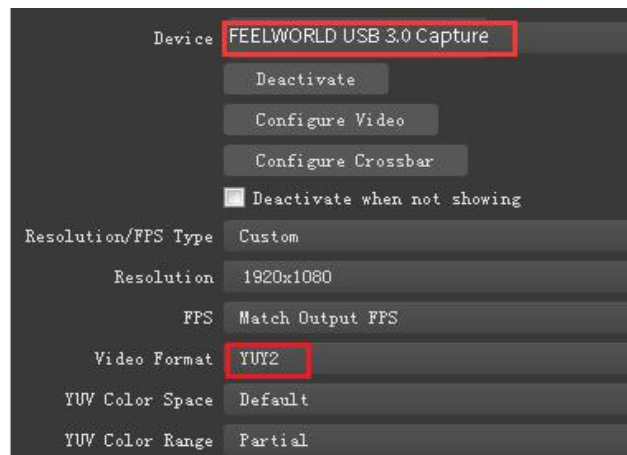 Device FEELWORLD USB 3.0 Capture
Deactivate
Configure Video
Configure Crossbar
Deactivate when not showing
Resolution/FPS Type Custom
Resolution 1920x1080
FPS Match Output FPS
Video Format YUY2
YUV Color Space Default
YUV Color Range Partial